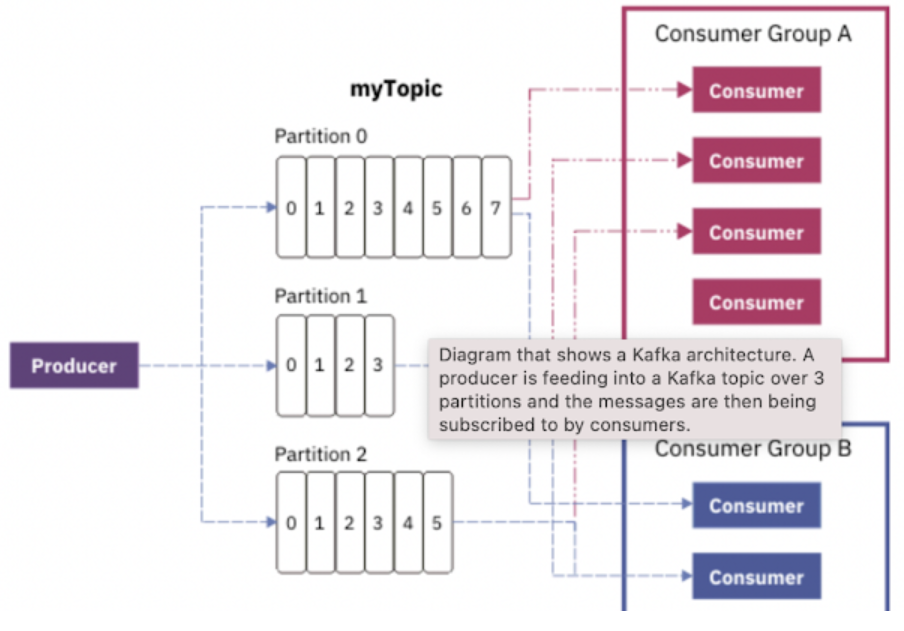 Consumer Group A
Consumer
myTopic
Partition 0
Consumer
0 1 2 3 4 5 6 7
Consumer
Partition 1
Consumer
0 1 2 3
Producer
Diagram that shows a Kafka architecture. A
producer is feeding into a Kafka topic over 3
partitions and the messages are then being
subscribed to by consumers.
Partition 2
Consumer Group B
0 1 2 3 4 5
Consumer
Consumer